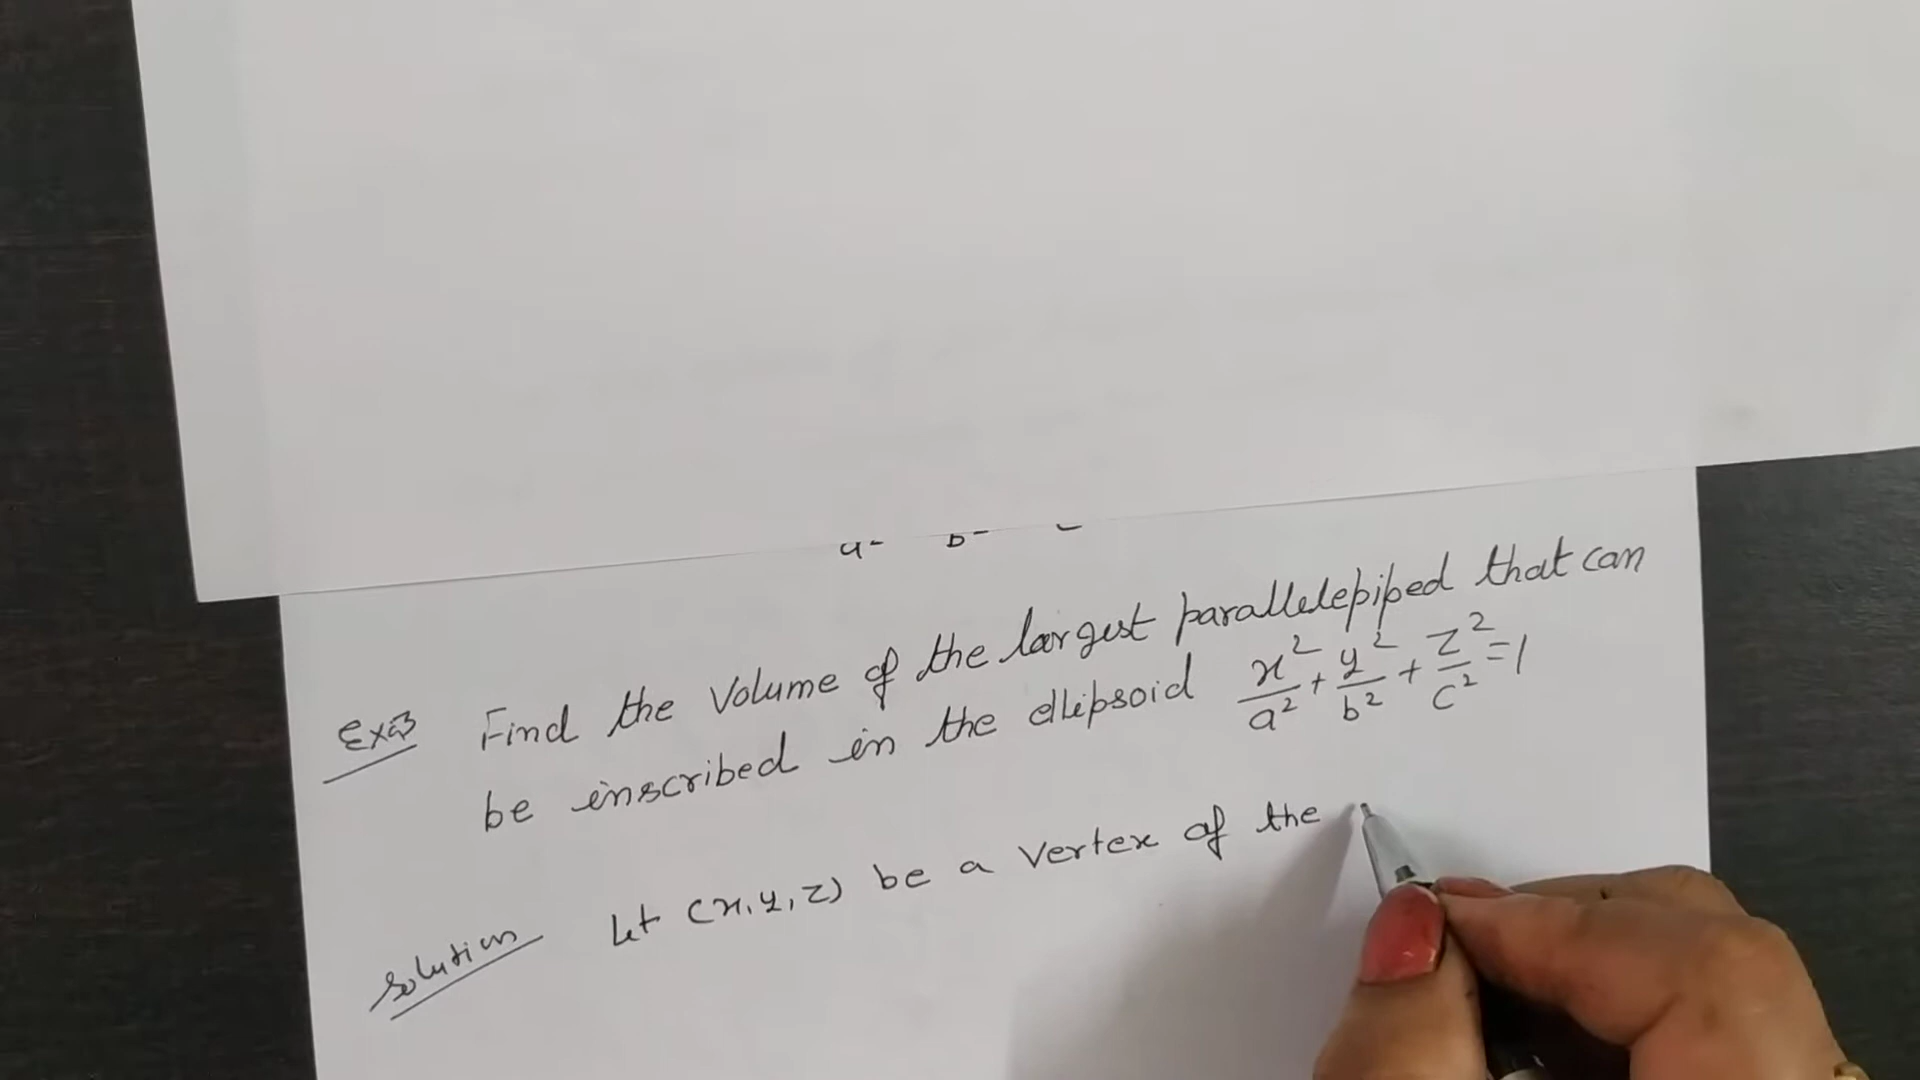 Ex③ Find the Volume of the largest parallelepiped that can
be inscribed in the ellipsoid x²/a² + y²/b² + z²/c² = 1
Solution Let (x, y, z) be a Vertex of the